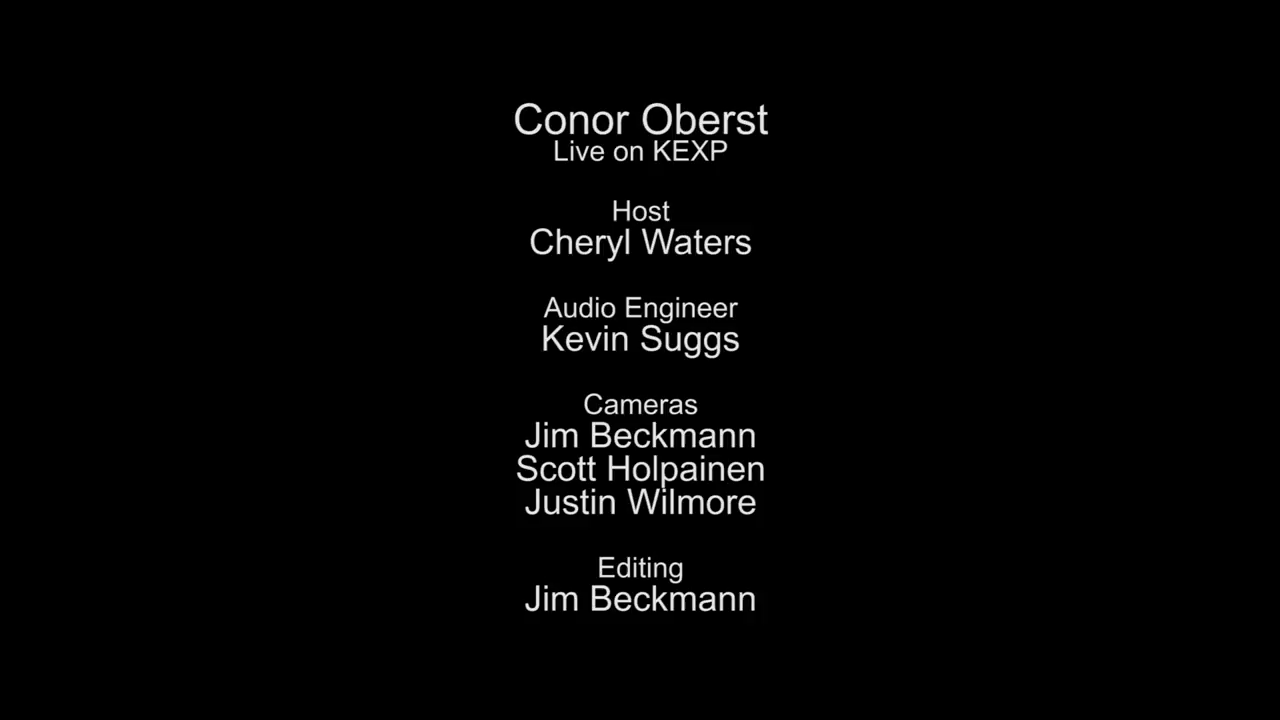 Conor Oberst
Live on KEXP
Host
Cheryl Waters
Audio Engineer
Kevin Suggs
Cameras
Jim Beckmann
Scott Holpainen
Justin Wilmore
Editing
Jim Beckmann